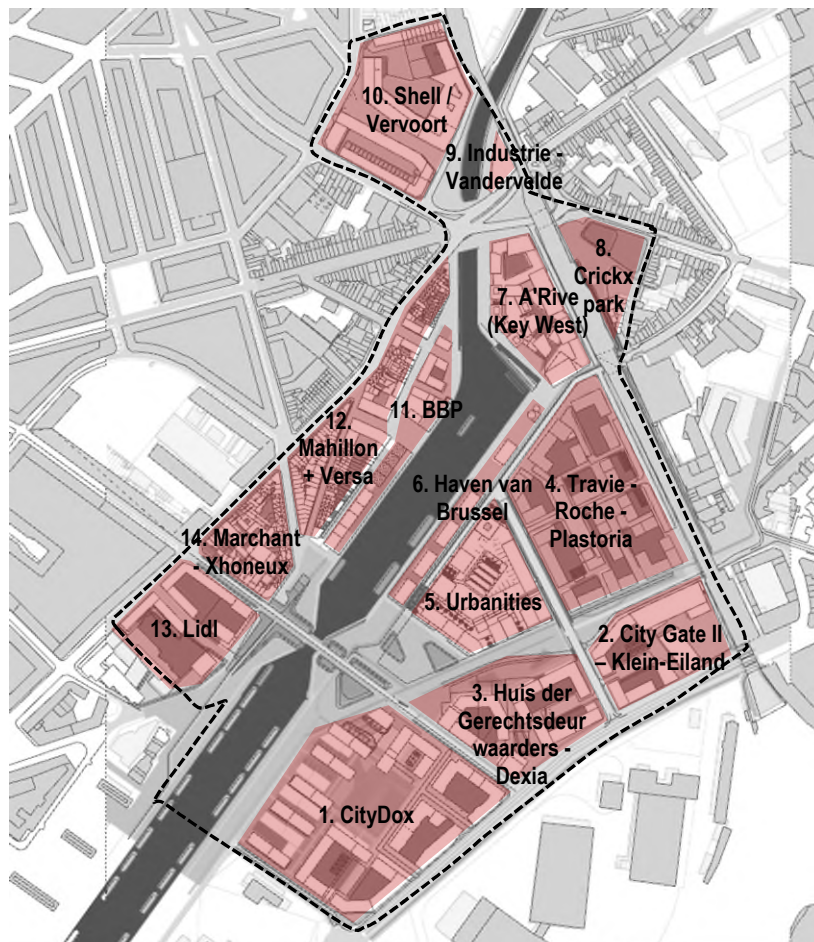 10. Shell /
Vervoort
9. Industrie -
Vandervelde
8.
Crickx
park
7. A'Rive
(Key West)
11. BBP
12.
Mahillon
+ Versa
6. Haven van
Brussel
4. Travie -
Roche -
Plastoria
14. Marchant
- Xhoneux
5. Urbanities
13. Lidl
2. City Gate II
– Klein-Eiland
3. Huis der
Gerechtsdeur
waarders -
Dexia
1. CityDox